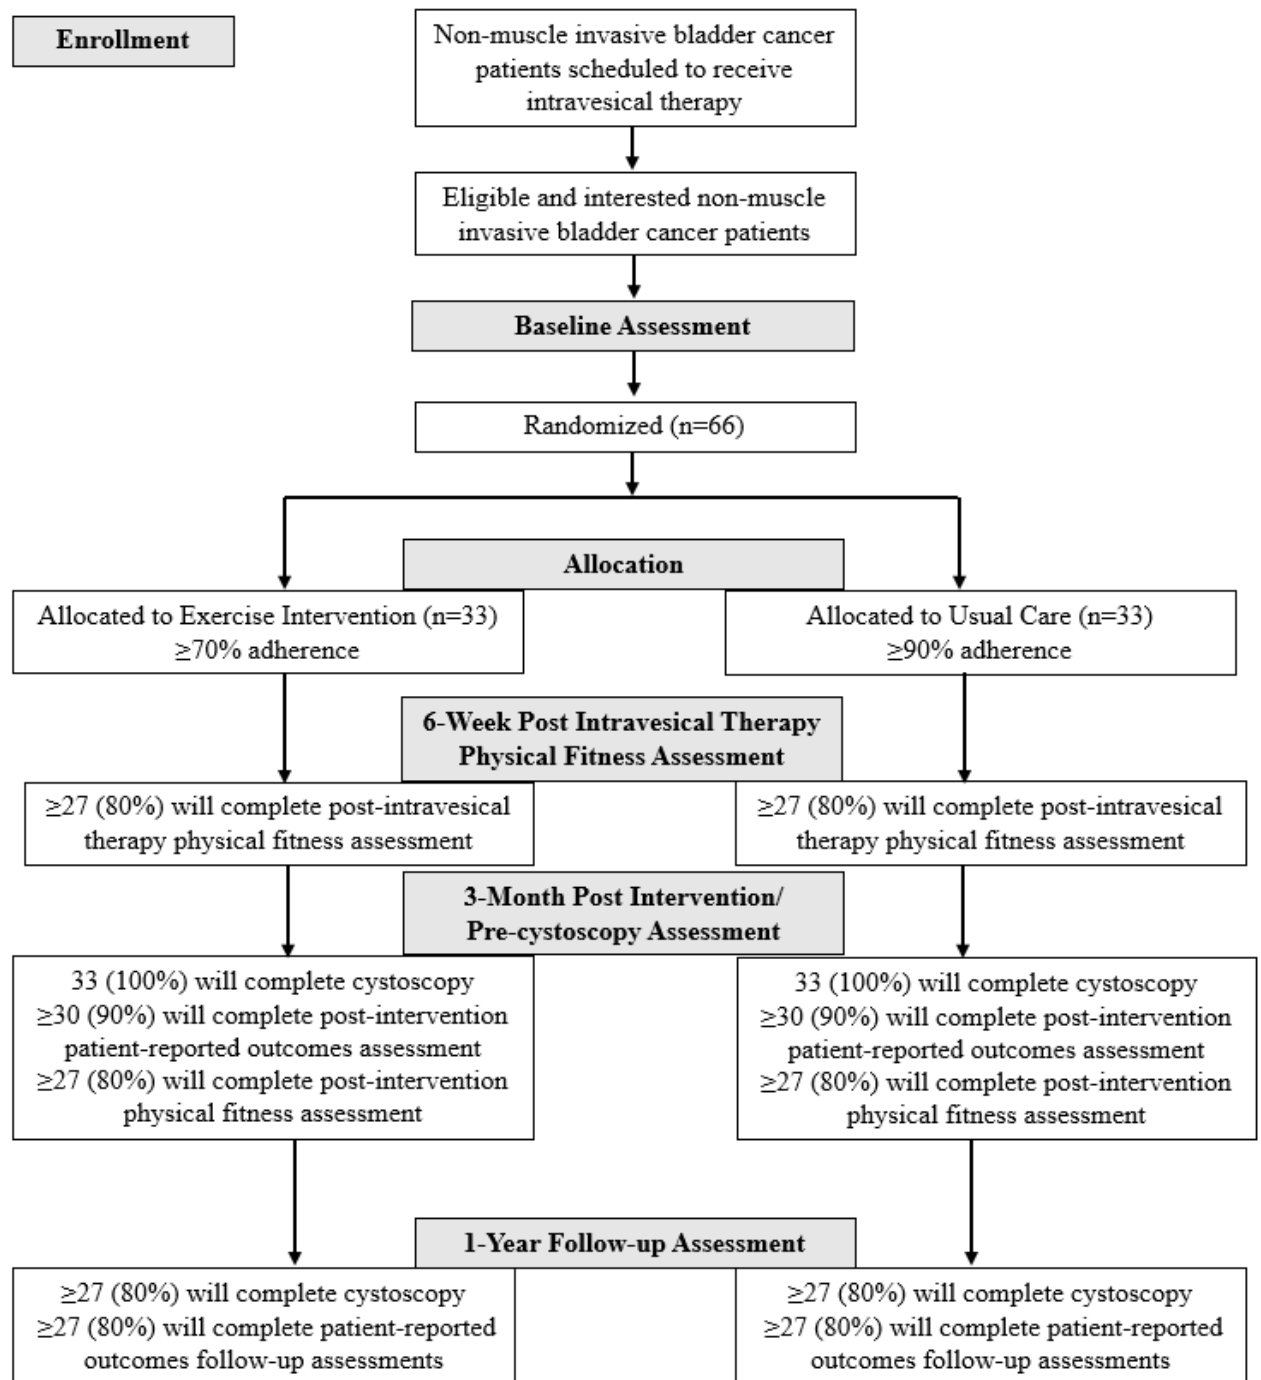 Enrollment
Non-muscle invasive bladder cancer
patients scheduled to receive
intravesical therapy
Eligible and interested non-muscle
invasive bladder cancer patients
Baseline Assessment
Randomized (n=66)
Allocation
Allocated to Exercise Intervention (n=33)
≥70% adherence
Allocated to Usual Care (n=33)
≥90% adherence
6-Week Post Intravesical Therapy
Physical Fitness Assessment
≥27 (80%) will complete post-intravesical
therapy physical fitness assessment
≥27 (80%) will complete post-intravesical
therapy physical fitness assessment
3-Month Post Intervention/
Pre-cystoscopy Assessment
33 (100%) will complete cystoscopy
≥30 (90%) will complete post-intervention
patient-reported outcomes assessment
≥27 (80%) will complete post-intervention
physical fitness assessment
33 (100%) will complete cystoscopy
≥30 (90%) will complete post-intervention
patient-reported outcomes assessment
≥27 (80%) will complete post-intervention
physical fitness assessment
1-Year Follow-up Assessment
≥27 (80%) will complete cystoscopy
≥27 (80%) will complete patient-reported
outcomes follow-up assessments
≥27 (80%) will complete cystoscopy
≥27 (80%) will complete patient-reported
outcomes follow-up assessments